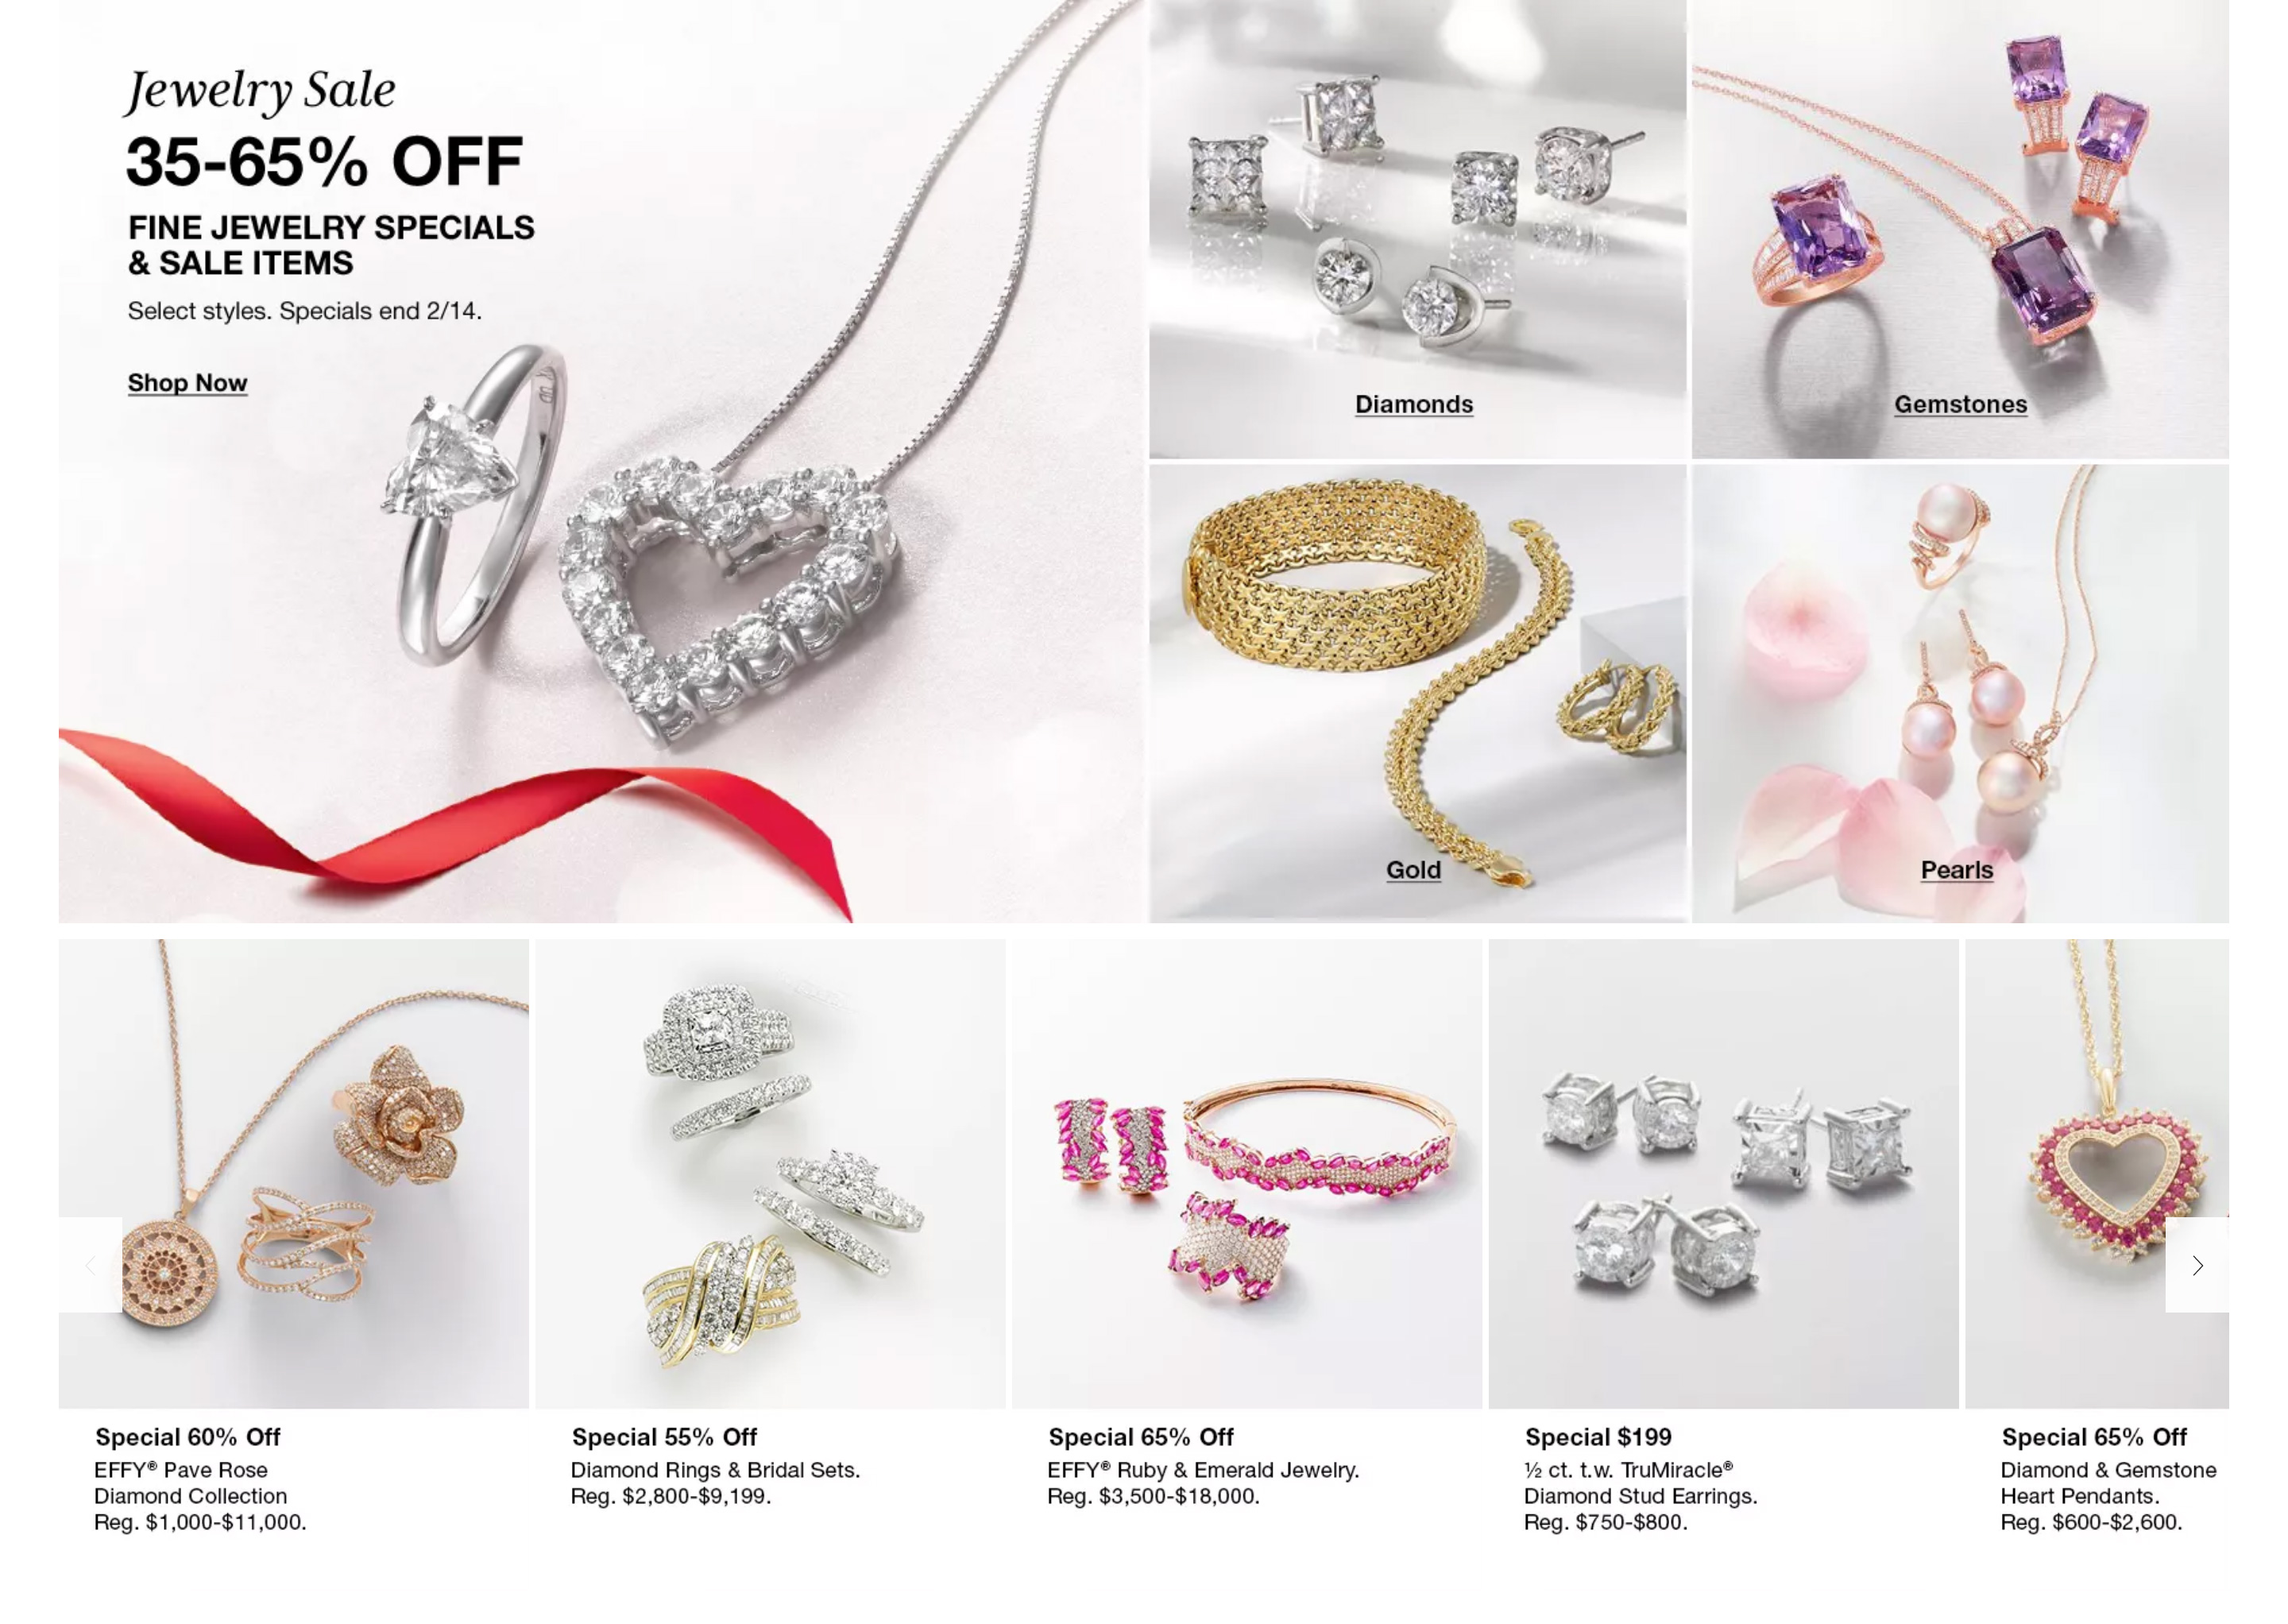 Jewelry Sale
35-65% OFF
FINE JEWELRY SPECIALS
& SALE ITEMS
Select styles. Specials end 2/14.
Shop Now
Diamonds
Gemstones
Gold
Pearls
Special 60% Off
EFFY® Pave Rose
Diamond Collection
Reg. $1,000-$11,000.
Special 55% Off
Diamond Rings & Bridal Sets.
Reg. $2,800-$9,199.
Special 65% Off
EFFY® Ruby & Emerald Jewelry.
Reg. $3,500-$18,000.
Special $199
½ ct. t.w. TruMiracle®
Diamond Stud Earrings.
Reg. $750-$800.
Special 65% Off
Diamond & Gemstone
Heart Pendants.
Reg. $600-$2,600.